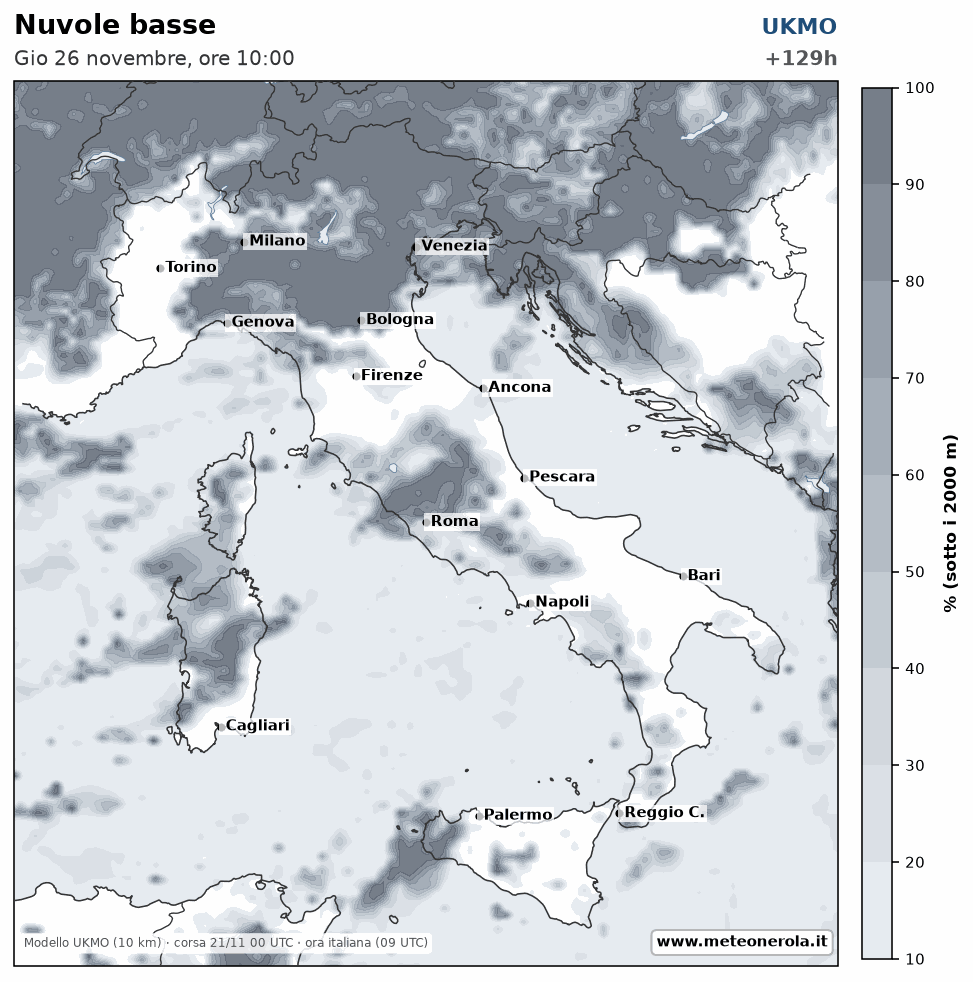 Nuvole basse
UKMO
Gio 26 novembre, ore 10:00
+129h
Milano
Venezia
Torino
Genova
Bologna
Firenze
Ancona
Pescara
Roma
Bari
Napoli
Cagliari
Palermo
Reggio C.
100
90
80
70
60
50
40
30
20
10
% (sotto i 2000 m)
Modello UKMO (10 km) · corsa 21/11 00 UTC · ora italiana (09 UTC)
www.meteonerola.it